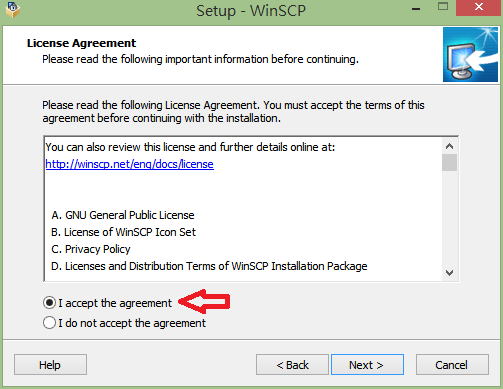 Setup - WinSCP
License Agreement
Please read the following important information before continuing.
Please read the following License Agreement. You must accept the terms of this
agreement before continuing with the installation.
You can also review this license and further details online at:
http://winscp.net/eng/docs/license
A. GNU General Public License
B. License of WinSCP Icon Set
C. Privacy Policy
D. Licenses and Distribution Terms of WinSCP Installation Package
I accept the agreement
I do not accept the agreement
Help
< Back
Next >
Cancel